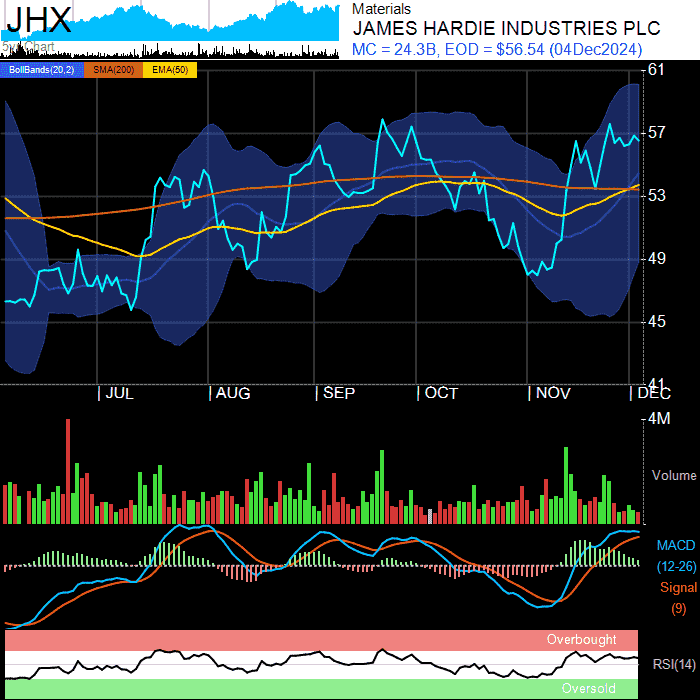 JHX
5yr Chart
Materials
JAMES HARDIE INDUSTRIES PLC
MC = 24.3B, EOD = $56.54 (04Dec2024)
BollBands(20,2) SMA(200) EMA(50)
61
57
53
49
45
41
JUL AUG SEP OCT NOV DEC
4M
Volume
MACD
(12-26)
Signal
(9)
Overbought
RSI(14)
Oversold